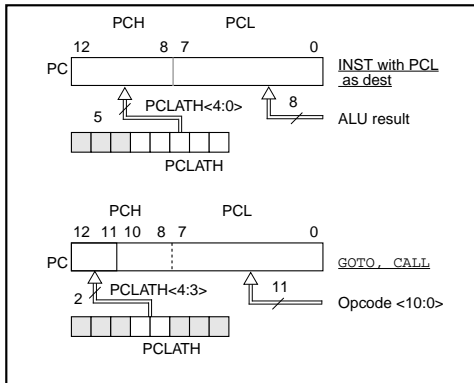 PCH PCL
12 8 7 0
PC
INST with PCL
as dest
5 PCLATH<4:0> 8
ALU result
PCLATH
PCH PCL
12 11 10 8 7 0
PC
GOTO, CALL
2 PCLATH<4:3> 11
Opcode <10:0>
PCLATH